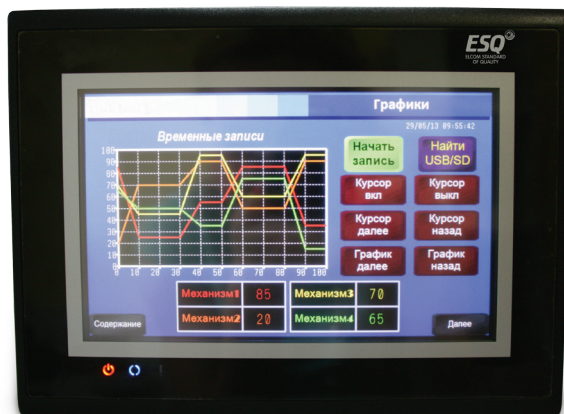 ESQ®
ELCOM STANDARD
OF QUALITY
Графики
29/05/13 09:55:42
Временные записи
Начать запись
Найти USB/SD
Курсор вкл
Курсор выкл
Курсор далее
Курсор назад
График далее
График назад
100
90
80
70
60
50
40
30
20
10
0
0 10 20 30 40 50 60 70 80 90 100
Механизм1 85 Механизм3 70
Механизм2 20 Механизм4 65
Содержание
Далее